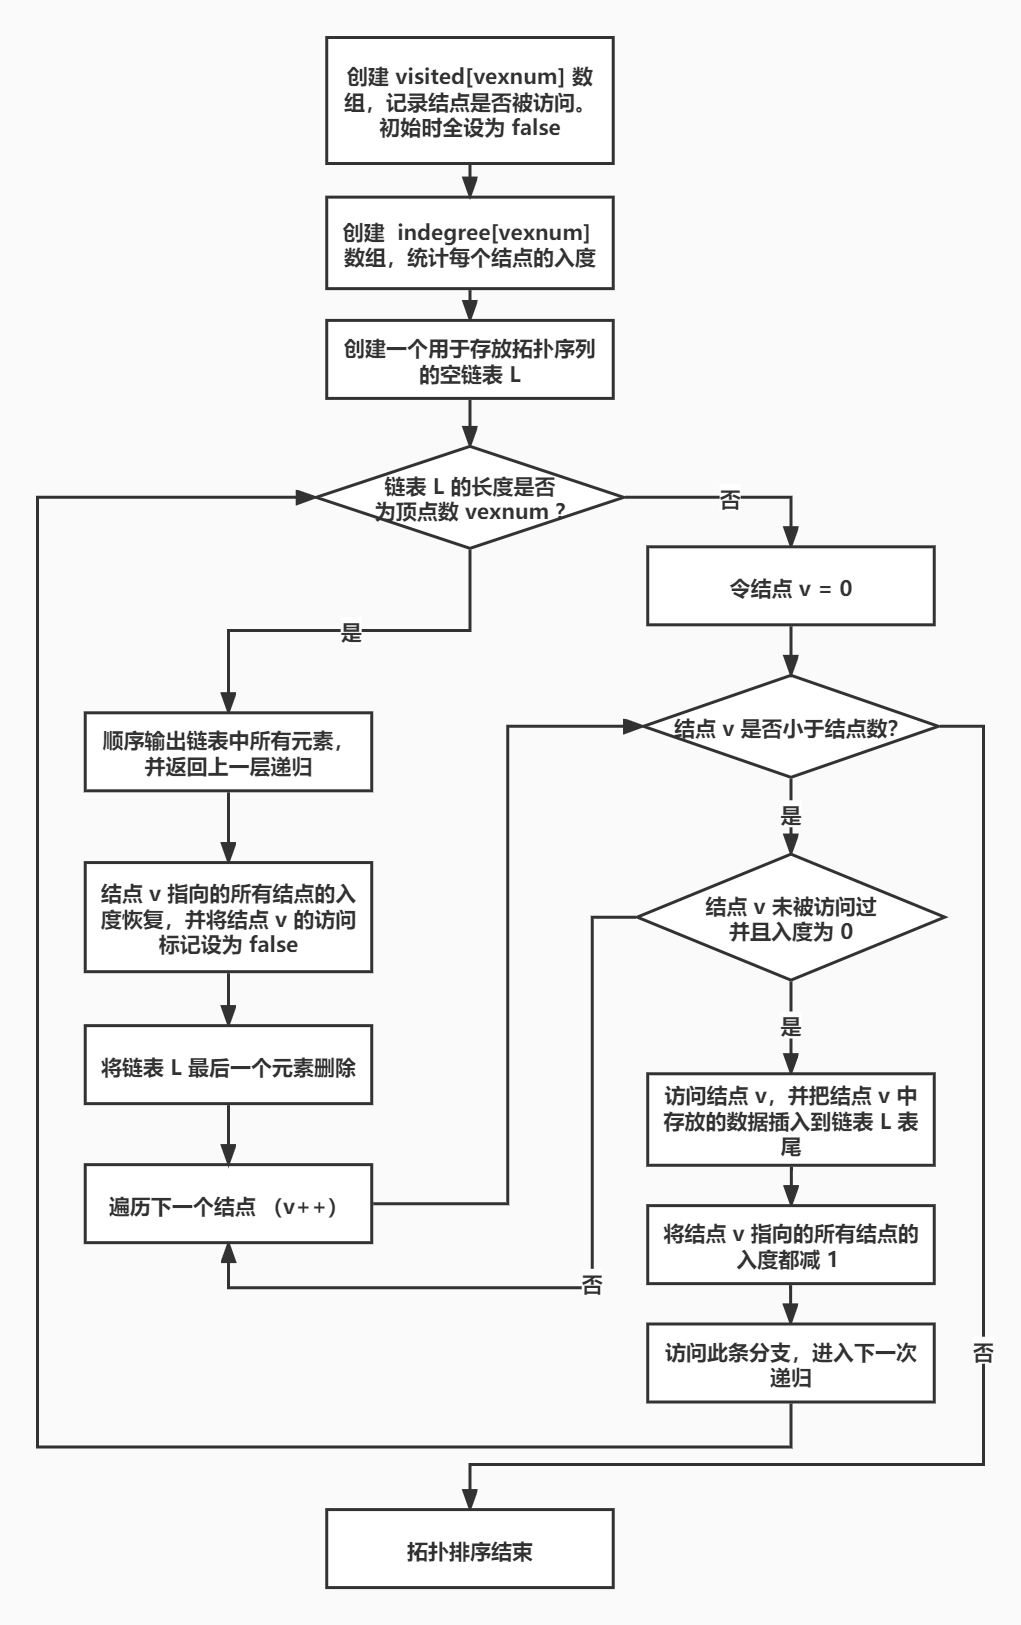 创建 visited[vexnum] 数
组，记录结点是否被访问。
初始时全设为 false
创建  indegree[vexnum]
数组，统计每个结点的入度
创建一个用于存放拓扑序列
的空链表 L
链表 L 的长度是否
为顶点数 vexnum ?
否
令结点 v = 0
是
结点 v 是否小于结点数?
顺序输出链表中所有元素，
并返回上一层递归
是
结点 v 指向的所有结点的入
度恢复，并将结点 v 的访问
标记设为 false
结点 v 未被访问过
并且入度为 0
是
将链表 L 最后一个元素删除
访问结点 v，并把结点 v 中
存放的数据插入到链表 L 表
尾
遍历下一个结点 （v++）
将结点 v 指向的所有结点的
入度都减 1
否
访问此条分支，进入下一次
递归
否
拓扑排序结束